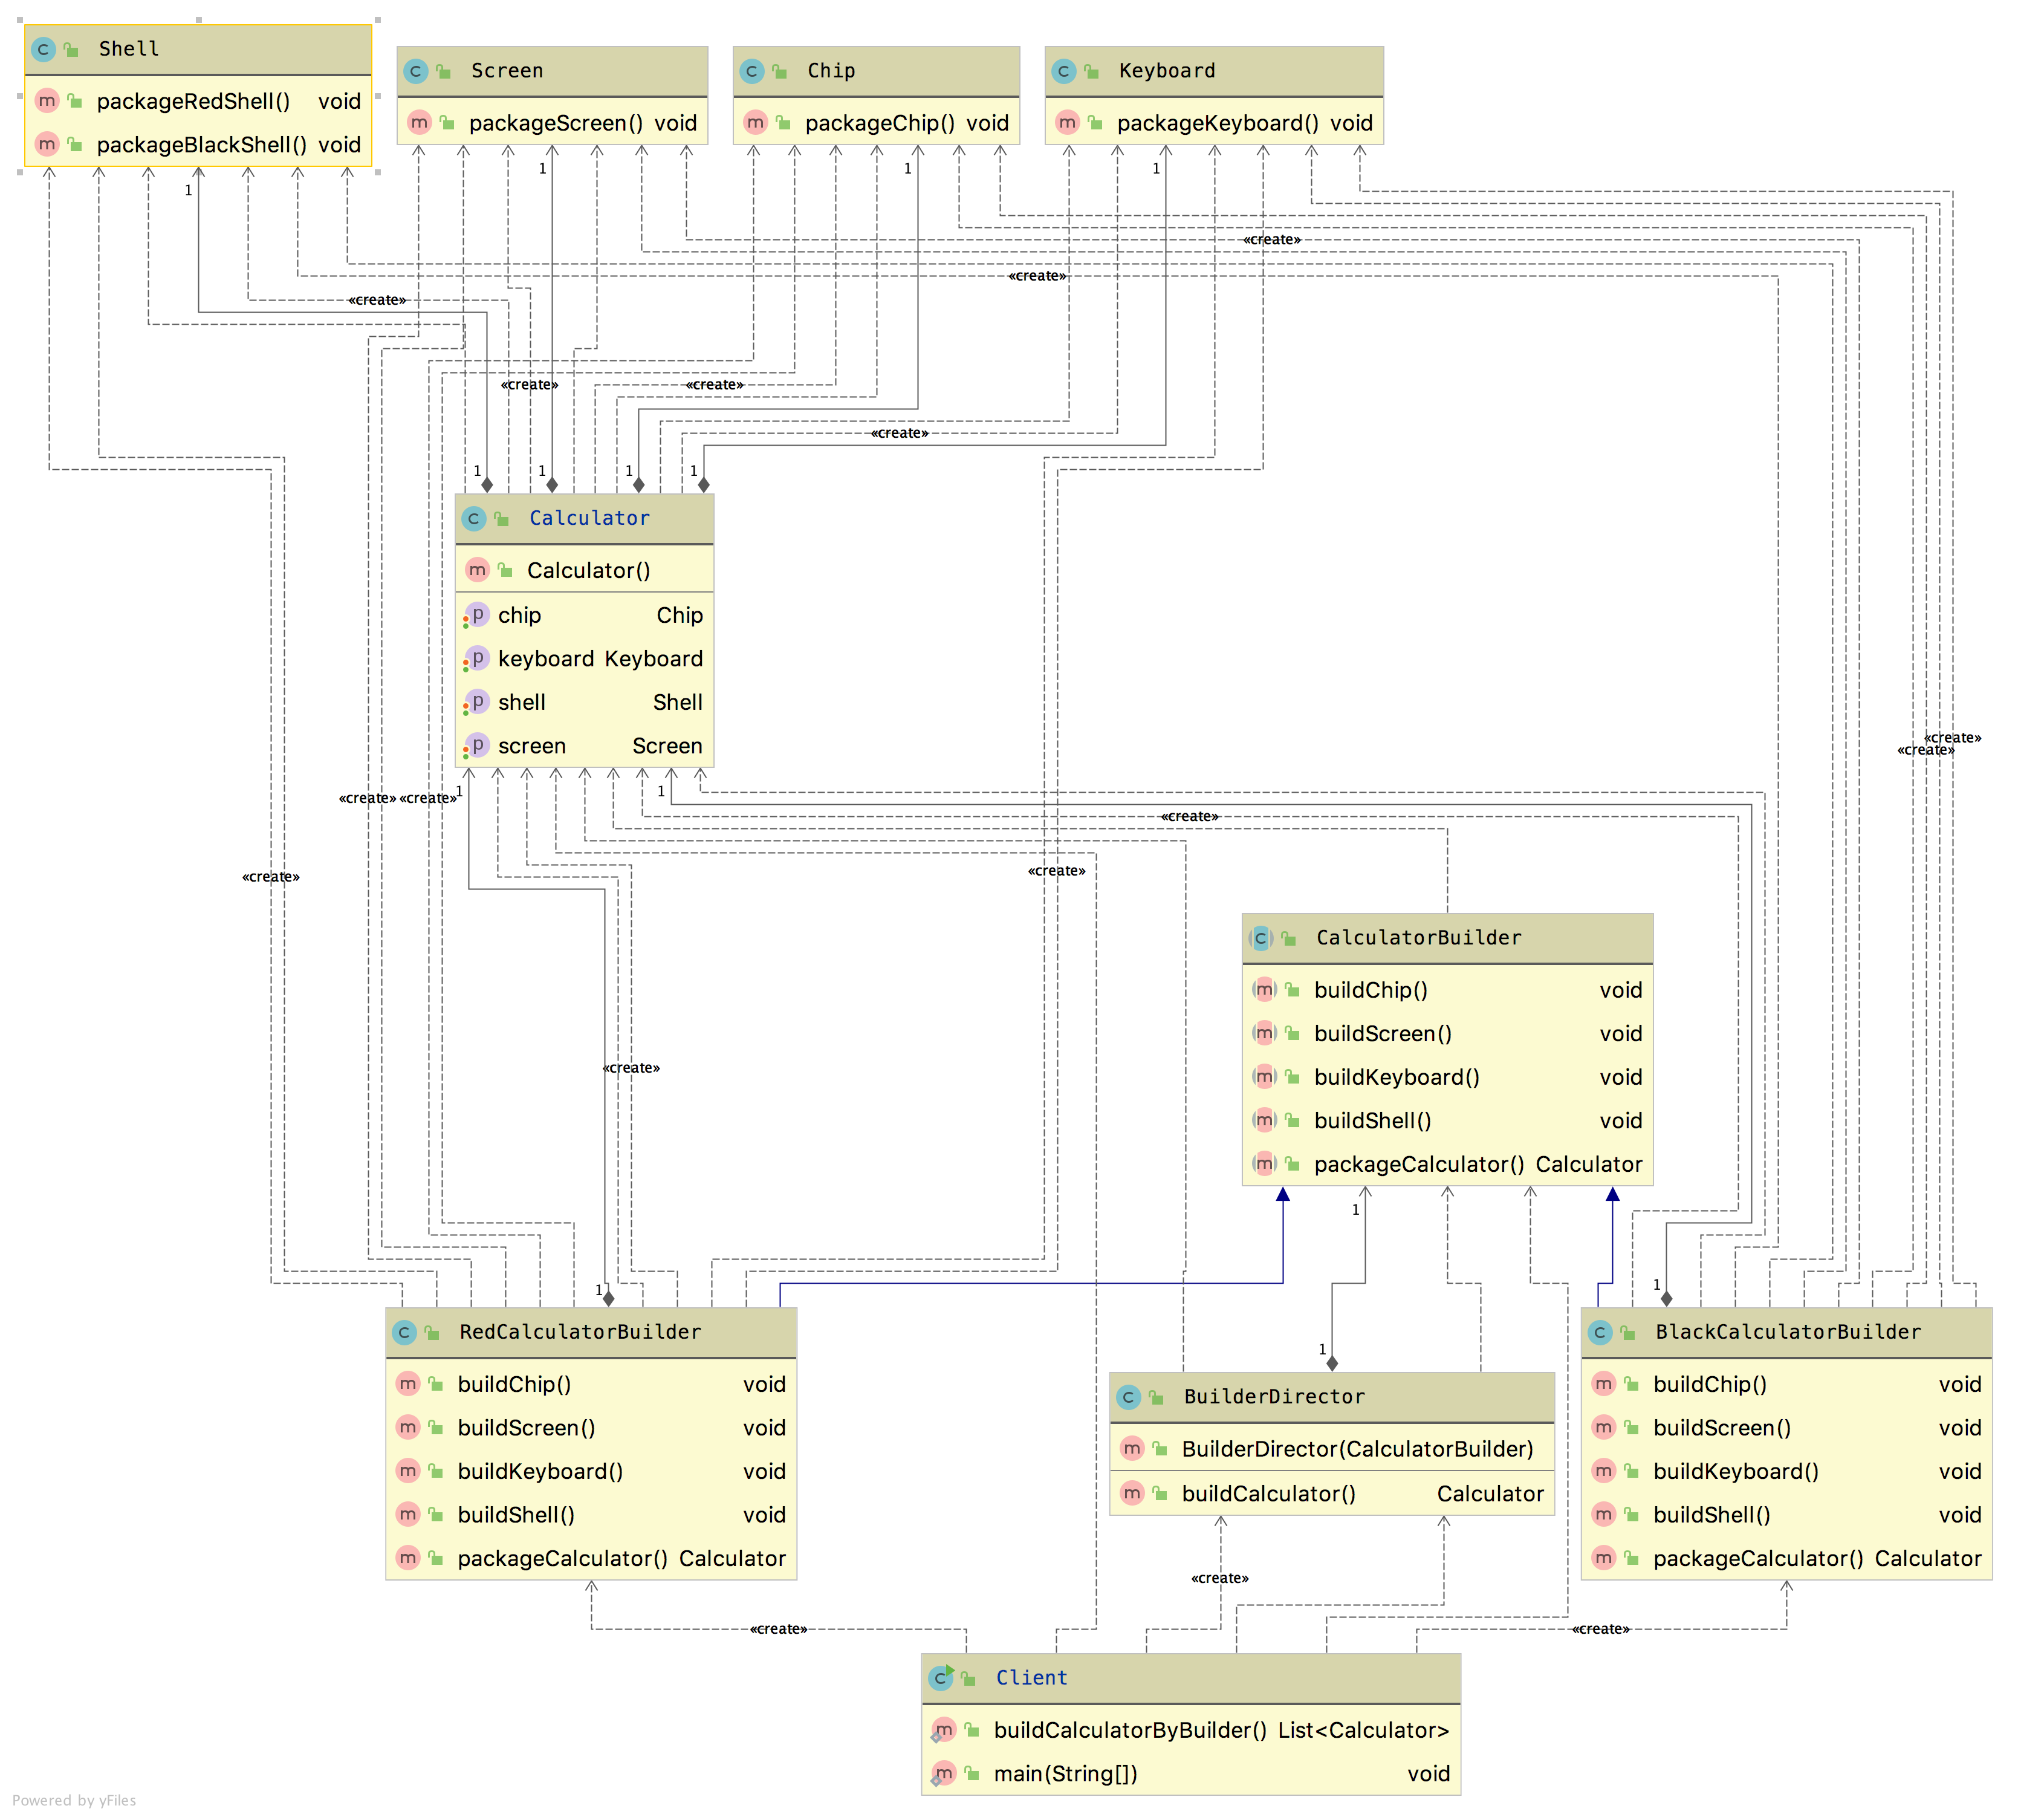 Shell
packageRedShell() void
packageBlackShell() void
Screen
packageScreen() void
Chip
packageChip() void
Keyboard
packageKeyboard() void
1
1
1
1
«create»
«create»
«create»
«create»
«create»
«create»
1
1
1
1
Calculator
Calculator()
chip Chip
keyboard Keyboard
shell Shell
screen Screen
«create»
«create»
1
1
«create»
«create»
«create»
«create»
«create»
«create»
CalculatorBuilder
buildChip() void
buildScreen() void
buildKeyboard() void
buildShell() void
packageCalculator() Calculator
«create»
1
1
1
1
RedCalculatorBuilder
buildChip() void
buildScreen() void
buildKeyboard() void
buildShell() void
packageCalculator() Calculator
BuilderDirector
BuilderDirector(CalculatorBuilder)
buildCalculator() Calculator
BlackCalculatorBuilder
buildChip() void
buildScreen() void
buildKeyboard() void
buildShell() void
packageCalculator() Calculator
«create»
«create»
«create»
Client
buildCalculatorByBuilder() List<Calculator>
main(String[]) void
Powered by yFiles